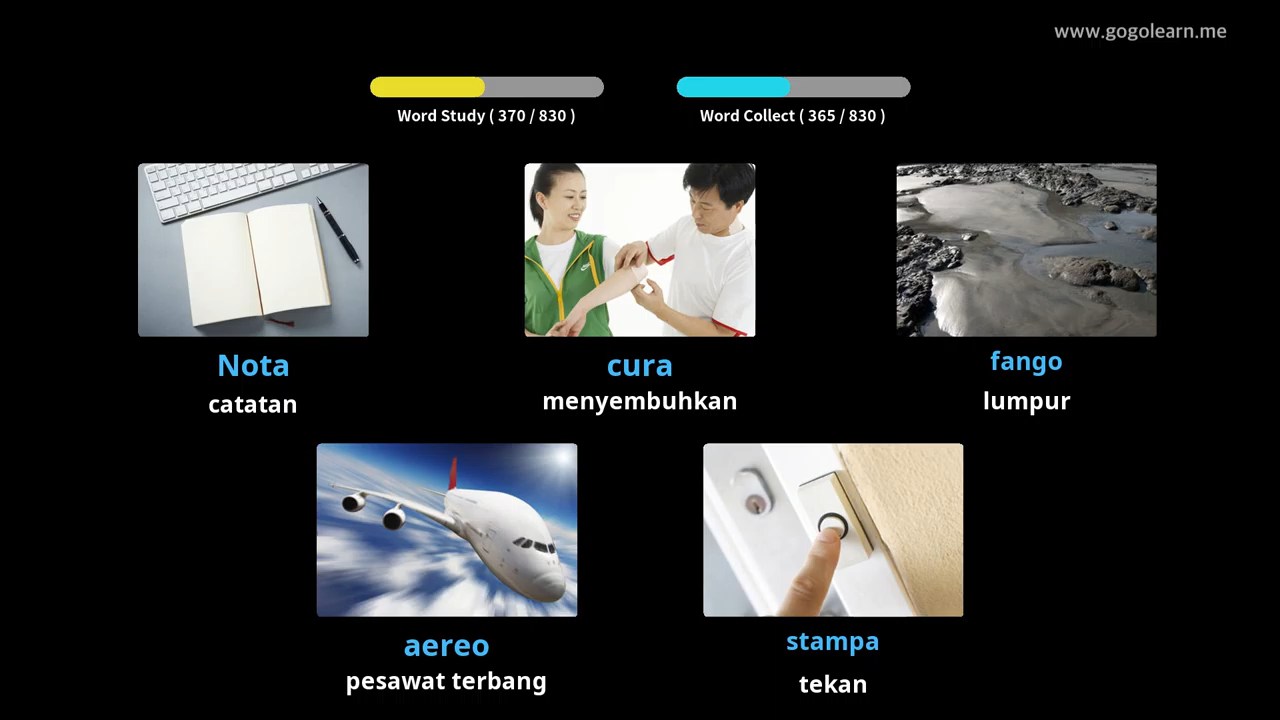 www.gogolearn.me
Word Study ( 370 / 830 )
Word Collect ( 365 / 830 )
Nota
catatan
cura
menyembuhkan
fango
lumpur
aereo
pesawat terbang
stampa
tekan